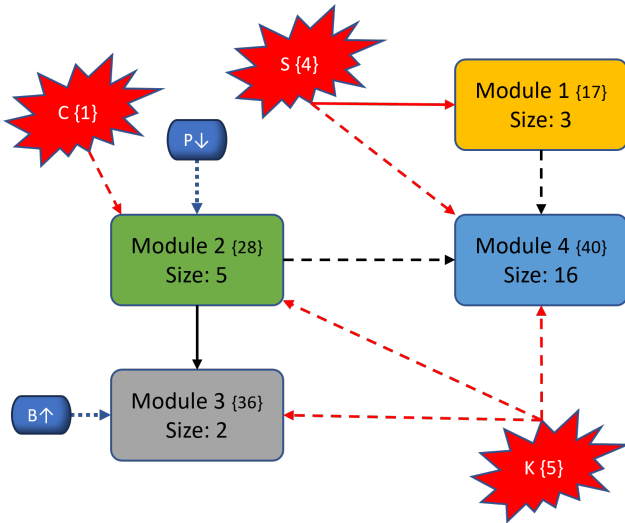 S {4}
Module 1 {17}
Size: 3
C {1}
P↓
Module 2 {28}
Size: 5
Module 4 {40}
Size: 16
Module 3 {36}
Size: 2
B↑
K {5}